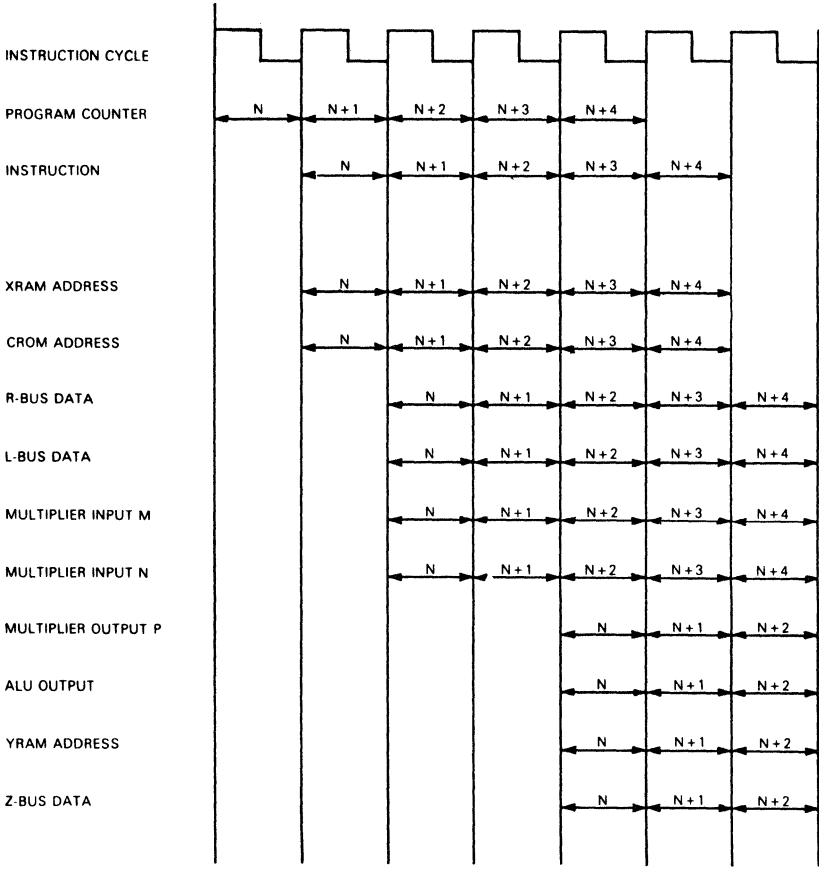 INSTRUCTION CYCLE
PROGRAM COUNTER N N + 1 N + 2 N + 3 N + 4
INSTRUCTION N N + 1 N + 2 N + 3 N + 4
XRAM ADDRESS N N + 1 N + 2 N + 3 N + 4
CROM ADDRESS N N + 1 N + 2 N + 3 N + 4
R-BUS DATA N N + 1 N + 2 N + 3 N + 4
L-BUS DATA N N + 1 N + 2 N + 3 N + 4
MULTIPLIER INPUT M N N + 1 N + 2 N + 3 N + 4
MULTIPLIER INPUT N N N + 1 N + 2 N + 3 N + 4
MULTIPLIER OUTPUT P N N + 1 N + 2
ALU OUTPUT N N + 1 N + 2
YRAM ADDRESS N N + 1 N + 2
Z-BUS DATA N N + 1 N + 2